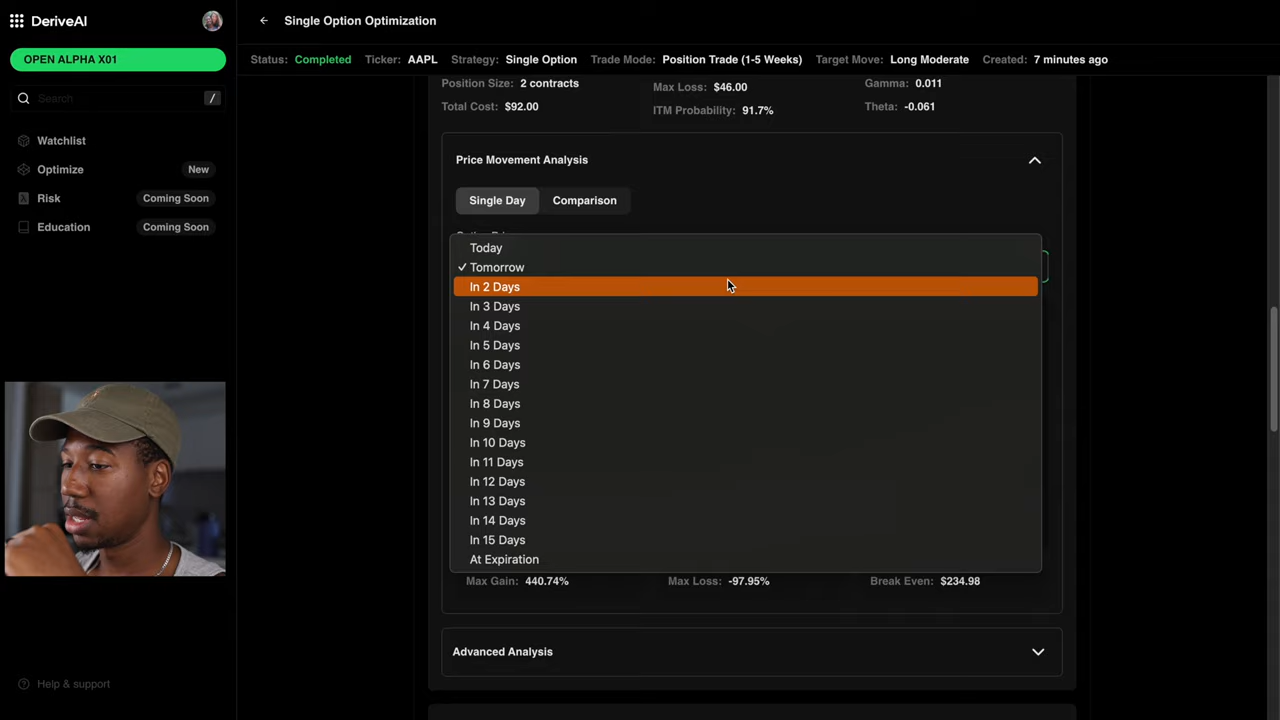 DeriveAI
Single Option Optimization
OPEN ALPHA X01
Status: Completed Ticker: AAPL Strategy: Single Option Trade Mode: Position Trade (1-5 Weeks) Target Move: Long Moderate Created: 7 minutes ago
Search /
Watchlist
Optimize New
Risk Coming Soon
Education Coming Soon
Help & support
Position Size: 2 contracts Max Loss: $46.00 Gamma: 0.011
Total Cost: $92.00 ITM Probability: 91.7% Theta: -0.061
Price Movement Analysis
Single Day Comparison
Today
✓ Tomorrow
In 2 Days
In 3 Days
In 4 Days
In 5 Days
In 6 Days
In 7 Days
In 8 Days
In 9 Days
In 10 Days
In 11 Days
In 12 Days
In 13 Days
In 14 Days
In 15 Days
At Expiration
Max Gain: 440.74% Max Loss: -97.95% Break Even: $234.98
Advanced Analysis